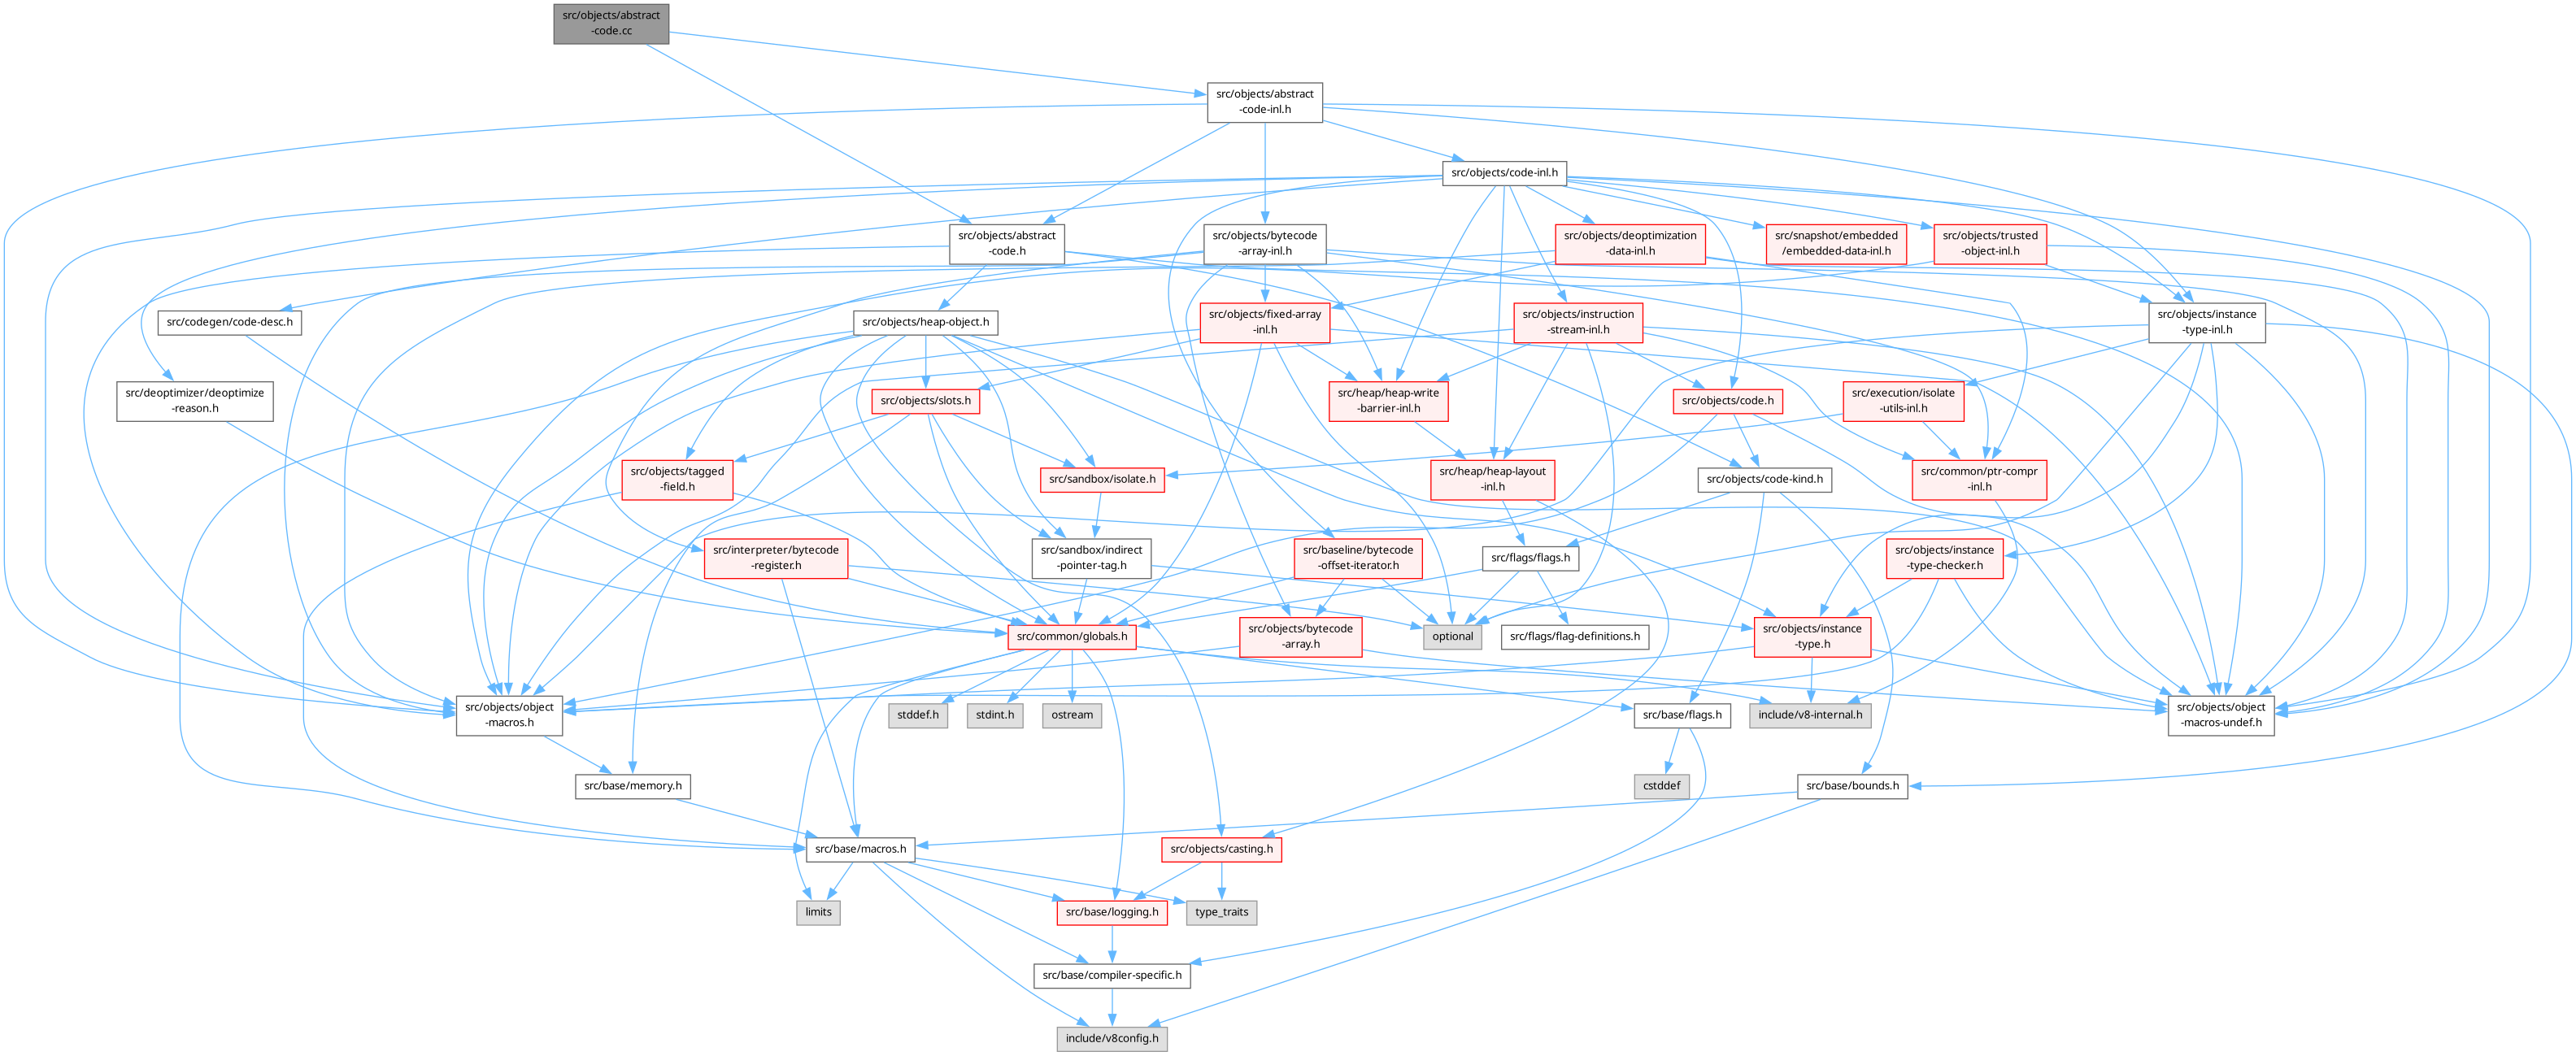 src/objects/abstract
-code.cc
src/objects/abstract
-code-inl.h
src/objects/code-inl.h
src/objects/abstract
-code.h
src/objects/bytecode
-array-inl.h
src/objects/deoptimization
-data-inl.h
src/snapshot/embedded
/embedded-data-inl.h
src/objects/trusted
-object-inl.h
src/codegen/code-desc.h
src/objects/heap-object.h
src/objects/fixed-array
-inl.h
src/objects/instruction
-stream-inl.h
src/objects/instance
-type-inl.h
src/deoptimizer/deoptimize
-reason.h
src/objects/slots.h
src/heap/heap-write
-barrier-inl.h
src/objects/code.h
src/execution/isolate
-utils-inl.h
src/objects/tagged
-field.h
src/sandbox/isolate.h
src/heap/heap-layout
-inl.h
src/objects/code-kind.h
src/common/ptr-compr
-inl.h
src/interpreter/bytecode
-register.h
src/sandbox/indirect
-pointer-tag.h
src/baseline/bytecode
-offset-iterator.h
src/flags/flags.h
src/objects/instance
-type-checker.h
src/common/globals.h
src/objects/bytecode
-array.h
optional
src/flags/flag-definitions.h
src/objects/instance
-type.h
src/objects/object
-macros.h
stddef.h
stdint.h
ostream
src/base/flags.h
include/v8-internal.h
src/objects/object
-macros-undef.h
src/base/memory.h
cstddef
src/base/bounds.h
src/base/macros.h
src/objects/casting.h
limits
src/base/logging.h
type_traits
src/base/compiler-specific.h
include/v8config.h